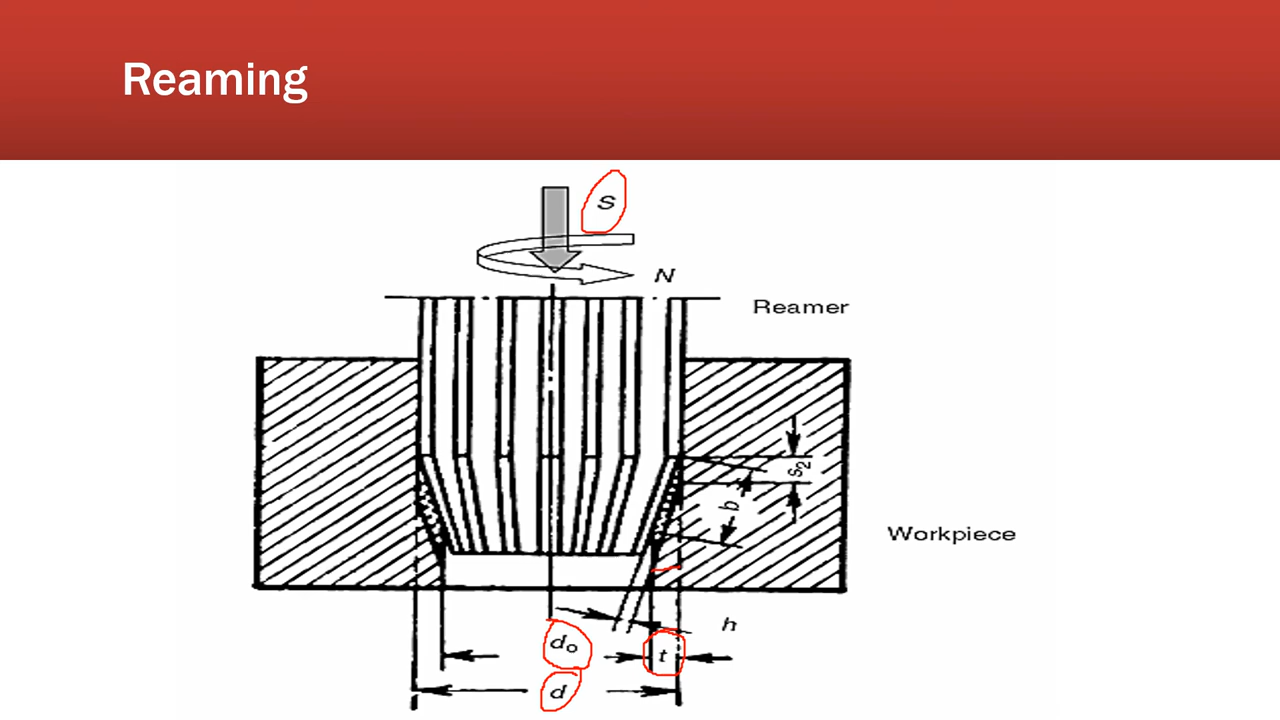 Reaming
S
N
Reamer
s₂
b
Workpiece
h
d₀
t
d